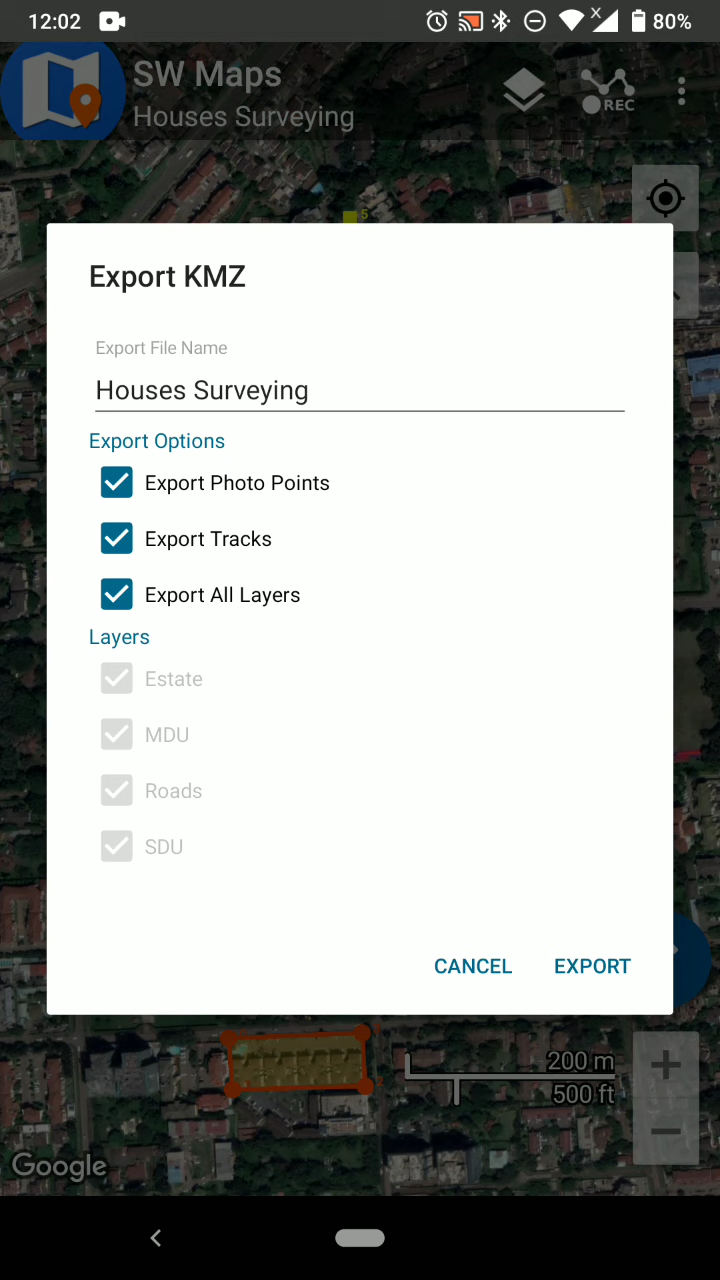 12:02
80%
SW Maps
Houses Surveying
REC
5
Export KMZ
Export File Name
Houses Surveying
Export Options
Export Photo Points
Export Tracks
Export All Layers
Layers
Estate
MDU
Roads
SDU
CANCEL
EXPORT
200 m
500 ft
Google